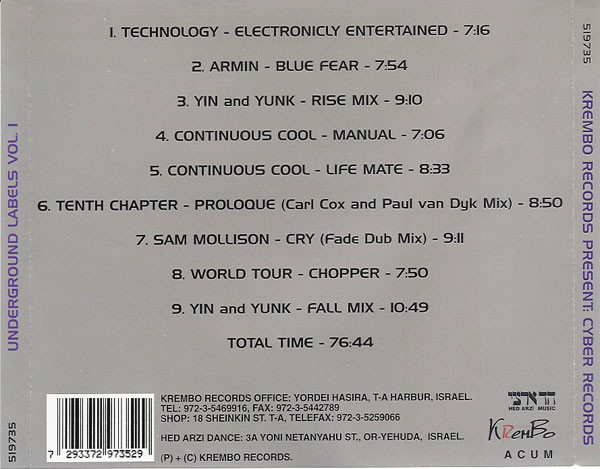 1. TECHNOLOGY - ELECTRONICLY ENTERTAINED - 7:16
2. ARMIN - BLUE FEAR - 7:54
3. YIN and YUNK - RISE MIX - 9:10
4. CONTINUOUS COOL - MANUAL - 7:06
5. CONTINUOUS COOL - LIFE MATE - 8:33
6. TENTH CHAPTER - PROLOQUE (Carl Cox and Paul van Dyk Mix) - 8:50
7. SAM MOLLISON - CRY (Fade Dub Mix) - 9:11
8. WORLD TOUR - CHOPPER - 7:50
9. YIN and YUNK - FALL MIX - 10:49
TOTAL TIME - 76:44
KREMBO RECORDS OFFICE: YORDEI HASIRA, T-A HARBUR, ISRAEL.
TEL: 972-3-5469916, FAX: 972-3-5442789
SHOP: 18 SHEINKIN ST. T-A, TELEFAX: 972-3-5259066
HED ARZI DANCE: 3A YONI NETANYAHU ST., OR-YEHUDA, ISRAEL.
(P) + (C) KREMBO RECORDS.
7 293372 973529
הד ארצי
HED ARZI MUSIC
KREMBO
ACUM
UNDERGROUND LABELS VOL. 1
519735
519735
KREMBO RECORDS PRESENT: CYBER RECORDS